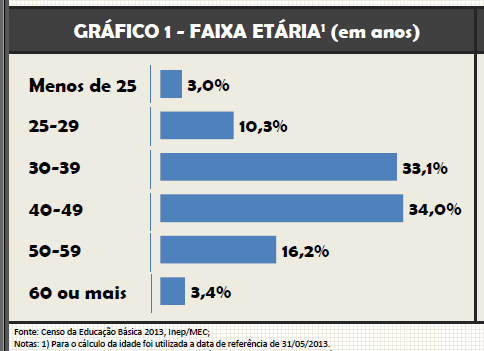 GRÁFICO 1 - FAIXA ETÁRIA¹ (em anos)
Menos de 25 3,0%
25-29 10,3%
30-39 33,1%
40-49 34,0%
50-59 16,2%
60 ou mais 3,4%
Fonte: Censo da Educação Básica 2013, Inep/MEC;
Notas: 1) Para o cálculo da idade foi utilizada a data de referência de 31/05/2013.